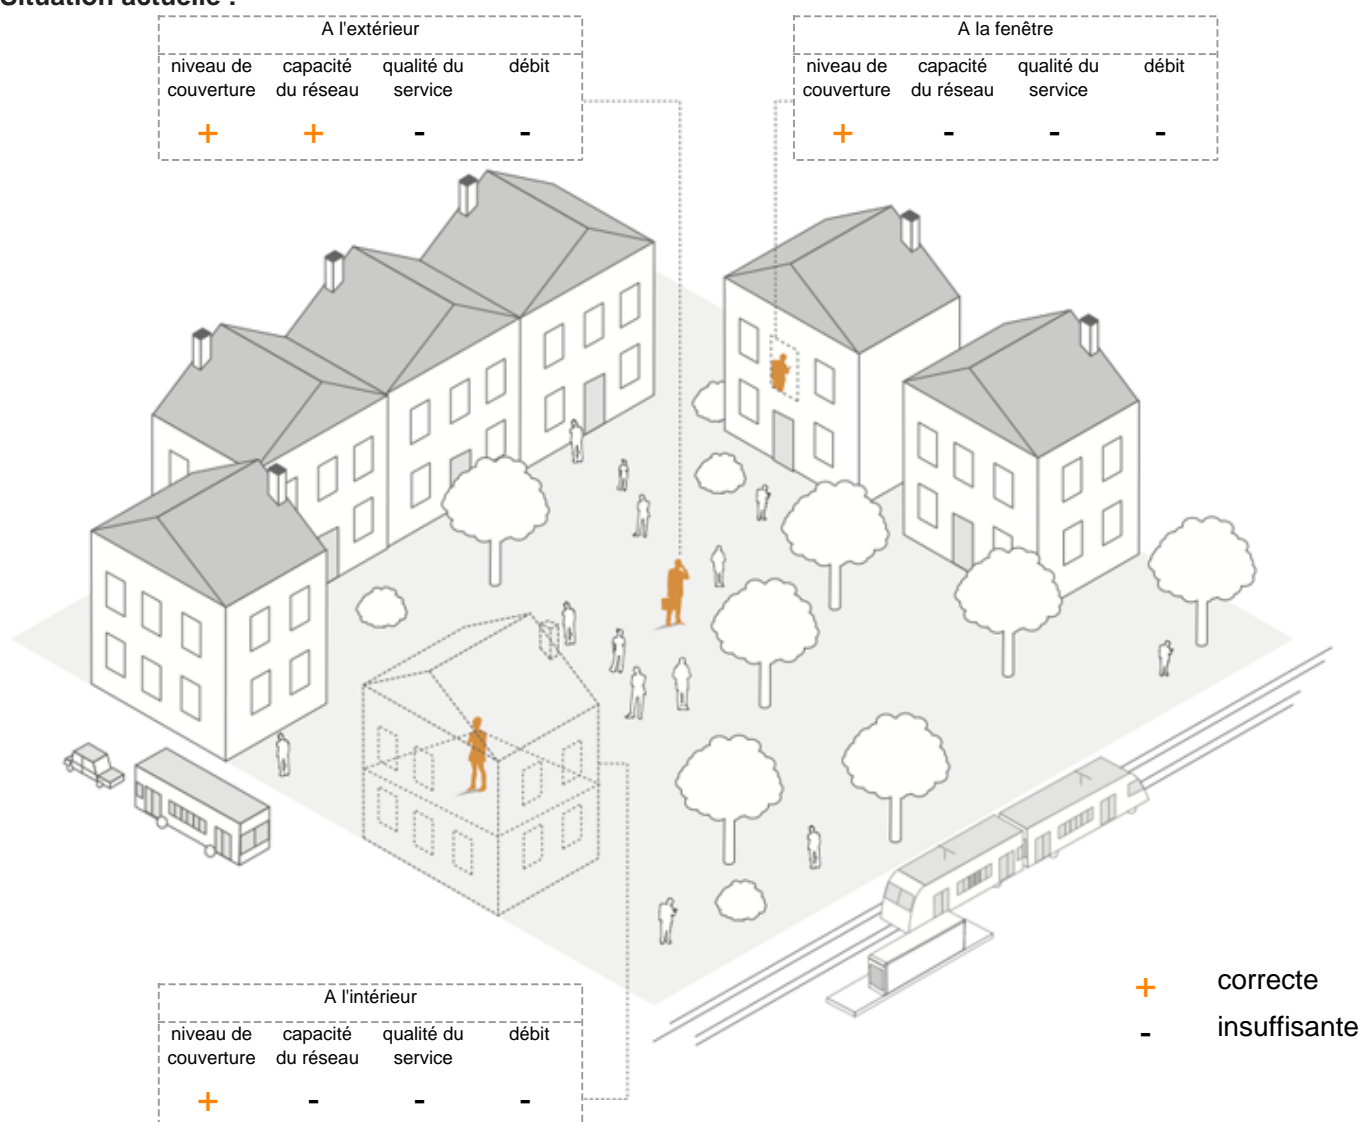 Situation actuelle :
A l'extérieur
niveau de couverture
capacité du réseau
qualité du service
débit
+ + - -
A la fenêtre
niveau de couverture
capacité du réseau
qualité du service
débit
+ - - -
A l'intérieur
niveau de couverture
capacité du réseau
qualité du service
débit
+ - - -
+ correcte
- insuffisante